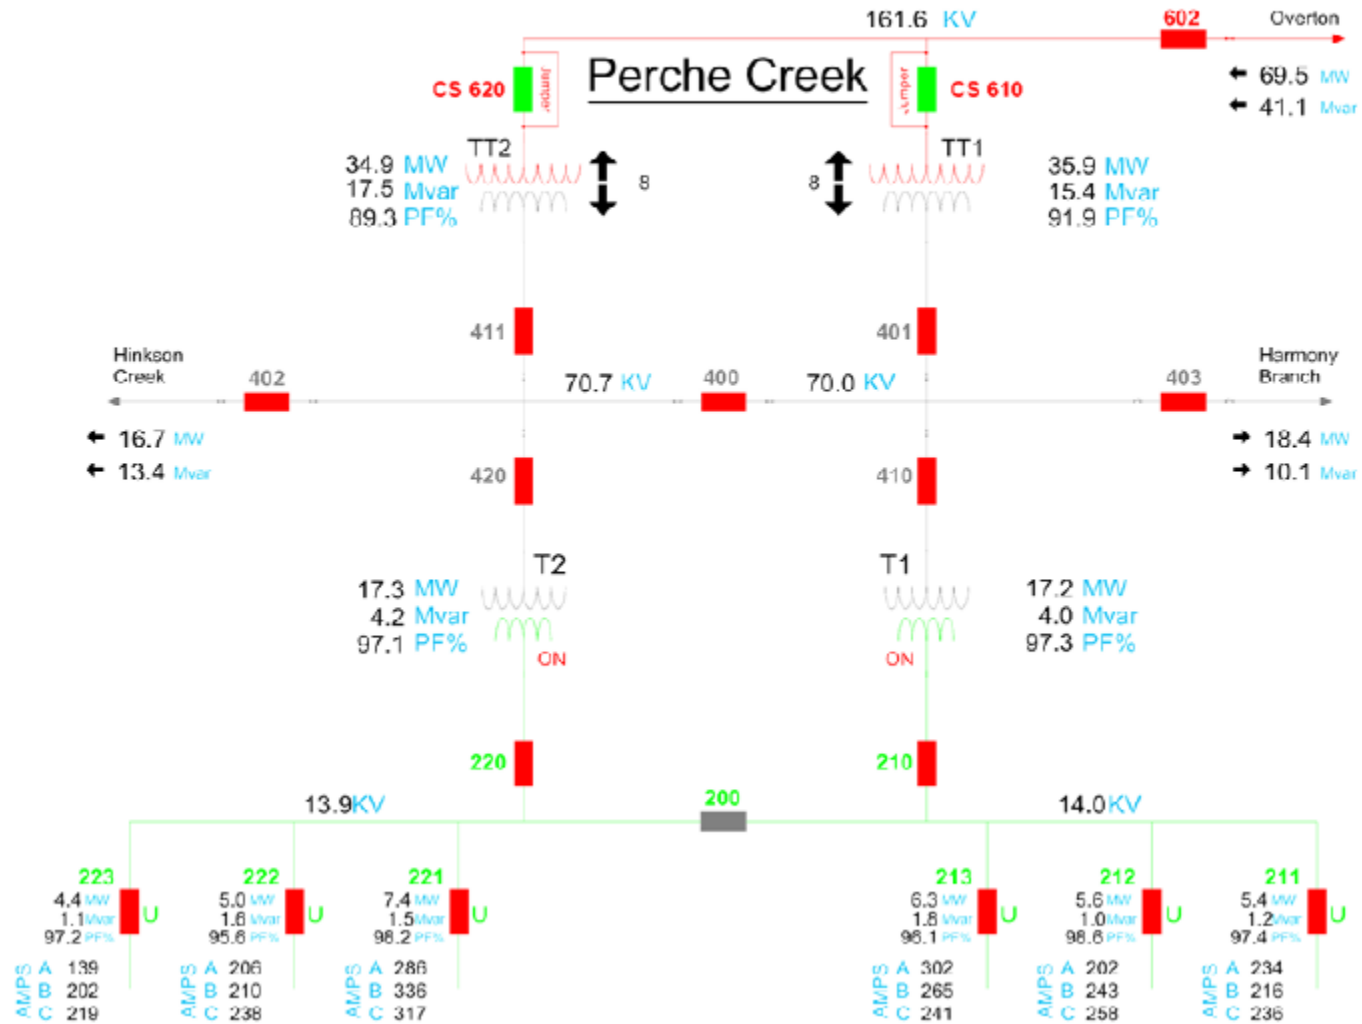 161.6 KV
602
Overton
Perche Creek
CS 620
Jumper
Jumper
CS 610
← 69.5 MW
← 41.1 Mvar
TT2
34.9 MW
17.5 Mvar
89.3 PF%
8
8
TT1
35.9 MW
15.4 Mvar
91.9 PF%
411
401
Hinkson
Creek
402
70.7 KV
400
70.0 KV
403
Harmony
Branch
← 16.7 MW
← 13.4 Mvar
→ 18.4 MW
→ 10.1 Mvar
420
410
T2
17.3 MW
4.2 Mvar
97.1 PF%
ON
T1
17.2 MW
4.0 Mvar
97.3 PF%
ON
220
210
13.9KV
200
14.0KV
223
4.4 MW
1.1Mvar
97.2 PF%
U
AMPS
A 139
B 202
C 219
222
5.0 MW
1.6 Mvar
95.6 PF%
U
AMPS
A 206
B 210
C 238
221
7.4 MW
1.5 Mvar
98.2 PF%
U
AMPS
A 286
B 336
C 317
213
6.3 MW
1.8 Mvar
96.1 PF%
U
AMPS
A 302
B 265
C 241
212
5.6 MW
1.0 Mvar
98.6 PF%
U
AMPS
A 202
B 243
C 258
211
5.4 MW
1.2Mvar
97.4 PF%
U
AMPS
A 234
B 216
C 236